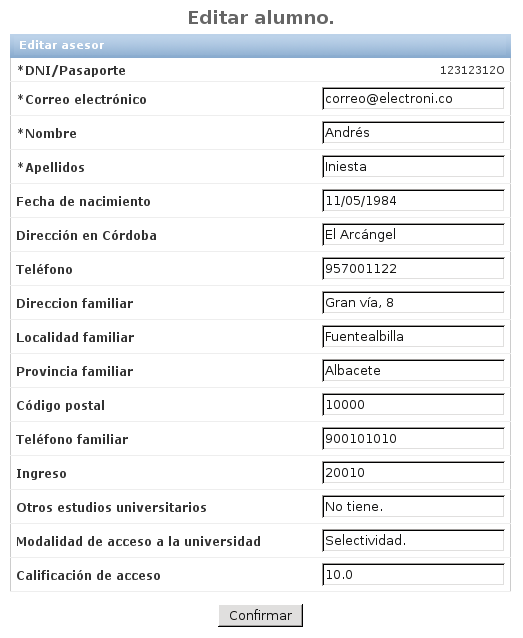 Editar alumno.
Editar asesor
*DNI/Pasaporte 12312312O
*Correo electrónico correo@electroni.co
*Nombre Andrés
*Apellidos Iniesta
Fecha de nacimiento 11/05/1984
Dirección en Córdoba El Arcángel
Teléfono 957001122
Direccion familiar Gran vía, 8
Localidad familiar Fuentealbilla
Provincia familiar Albacete
Código postal 10000
Teléfono familiar 900101010
Ingreso 20010
Otros estudios universitarios No tiene.
Modalidad de acceso a la universidad Selectividad.
Calificación de acceso 10.0
Confirmar